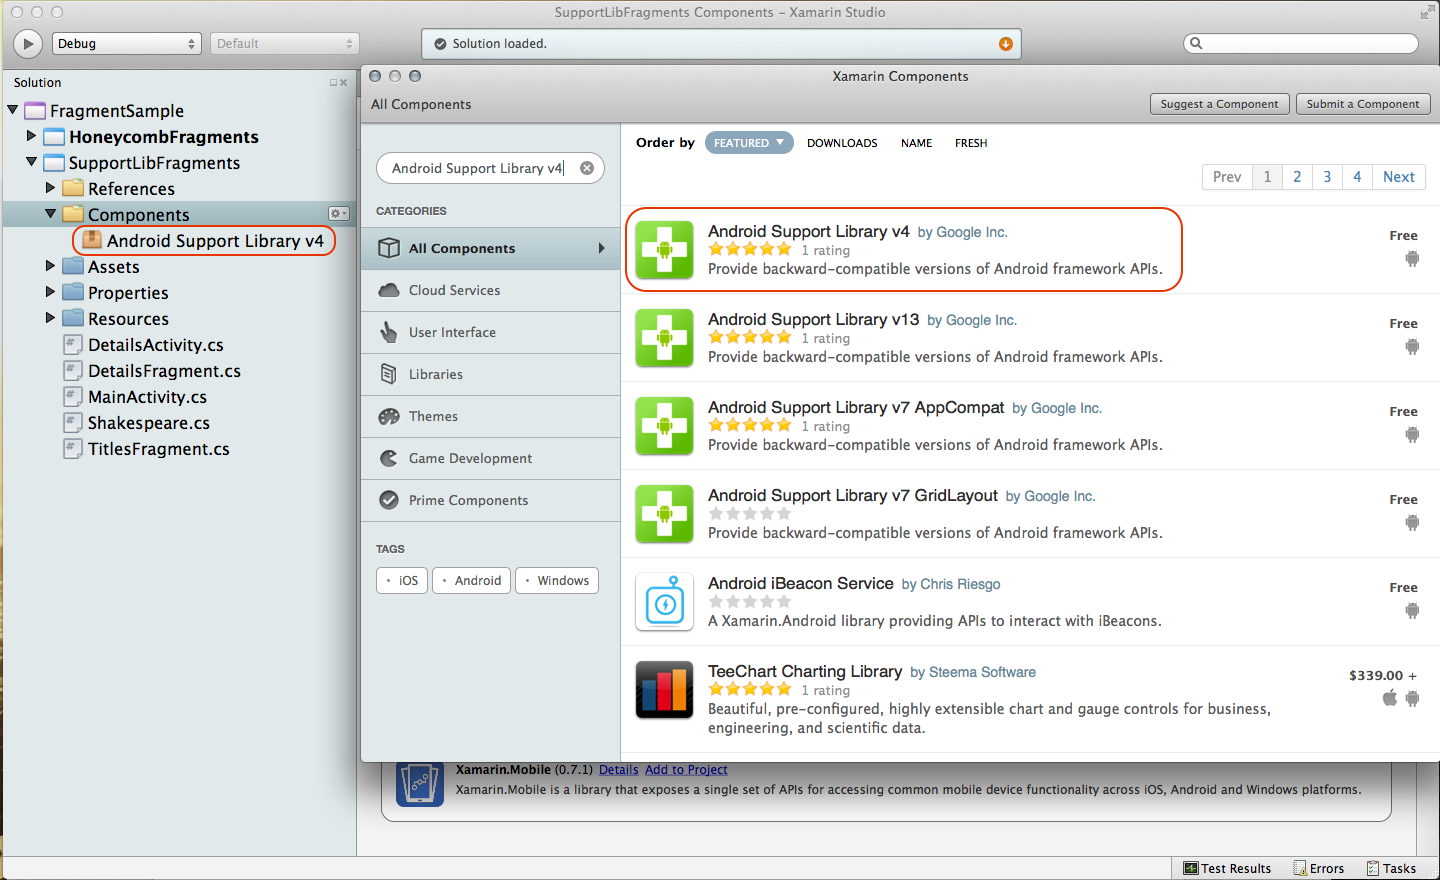 SupportLibFragments Components – Xamarin Studio
Debug
Default
Solution loaded.
Solution
FragmentSample
HoneycombFragments
SupportLibFragments
References
Components
Android Support Library v4
Assets
Properties
Resources
DetailsActivity.cs
DetailsFragment.cs
MainActivity.cs
Shakespeare.cs
TitlesFragment.cs
Xamarin Components
All Components
Suggest a Component
Submit a Component
Android Support Library v4
CATEGORIES
All Components
Cloud Services
User Interface
Libraries
Themes
Game Development
Prime Components
TAGS
• iOS
• Android
• Windows
Order by FEATURED ▼ DOWNLOADS NAME FRESH
Prev 1 2 3 4 Next
Android Support Library v4 by Google Inc.
Free
1 rating
Provide backward-compatible versions of Android framework APIs.
Android Support Library v13 by Google Inc.
Free
1 rating
Provide backward-compatible versions of Android framework APIs.
Android Support Library v7 AppCompat by Google Inc.
Free
1 rating
Provide backward-compatible versions of Android framework APIs.
Android Support Library v7 GridLayout by Google Inc.
Free
Provide backward-compatible versions of Android framework APIs.
Android iBeacon Service by Chris Riesgo
Free
A Xamarin.Android library providing APIs to interact with iBeacons.
TeeChart Charting Library by Steema Software
$339.00 +
1 rating
Beautiful, pre-configured, highly extensible chart and gauge controls for business,
engineering, and scientific data.
Xamarin.Mobile (0.7.1) Details Add to Project
Xamarin.Mobile is a library that exposes a single set of APIs for accessing common mobile device functionality across iOS, Android and Windows platforms.
Test Results Errors Tasks